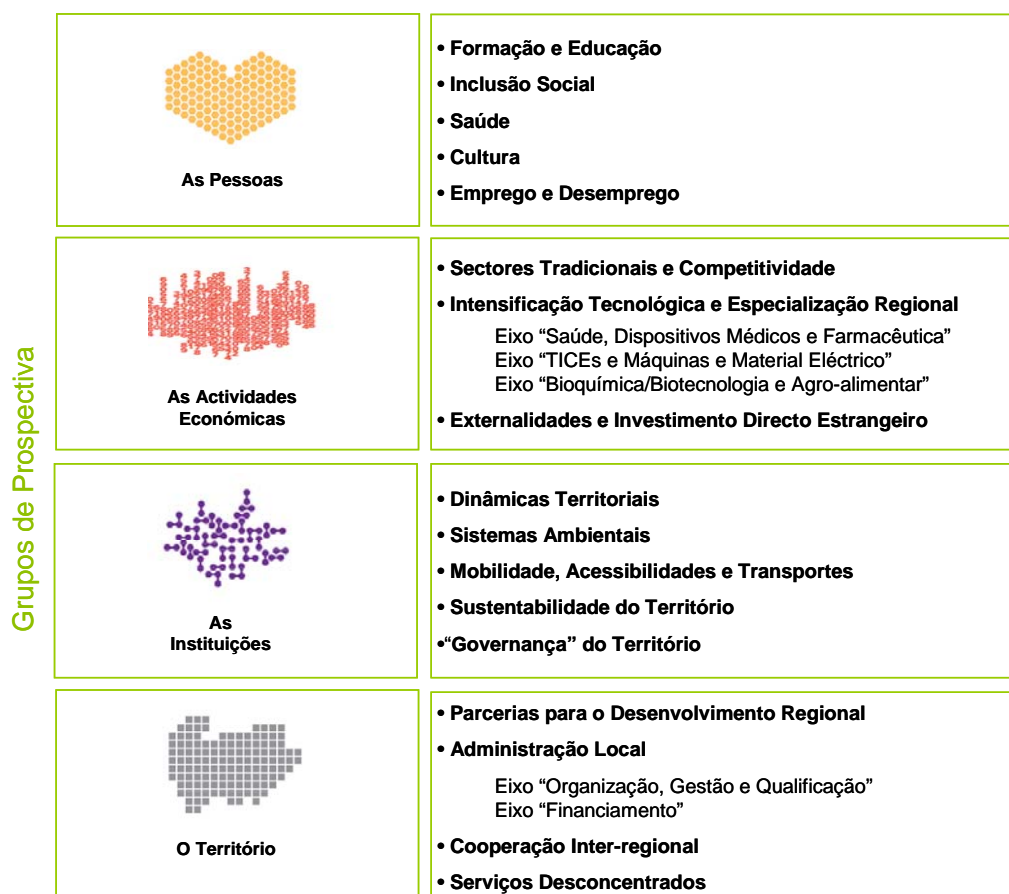 Grupos de Prospectiva
As Pessoas
• Formação e Educação
• Inclusão Social
• Saúde
• Cultura
• Emprego e Desemprego
As Actividades
Económicas
• Sectores Tradicionais e Competitividade
• Intensificação Tecnológica e Especialização Regional
Eixo “Saúde, Dispositivos Médicos e Farmacêutica”
Eixo “TICEs e Máquinas e Material Eléctrico”
Eixo “Bioquímica/Biotecnologia e Agro-alimentar”
• Externalidades e Investimento Directo Estrangeiro
As
Instituições
• Dinâmicas Territoriais
• Sistemas Ambientais
• Mobilidade, Acessibilidades e Transportes
• Sustentabilidade do Território
•“Governança” do Território
O Território
• Parcerias para o Desenvolvimento Regional
• Administração Local
Eixo “Organização, Gestão e Qualificação”
Eixo “Financiamento”
• Cooperação Inter-regional
• Serviços Desconcentrados